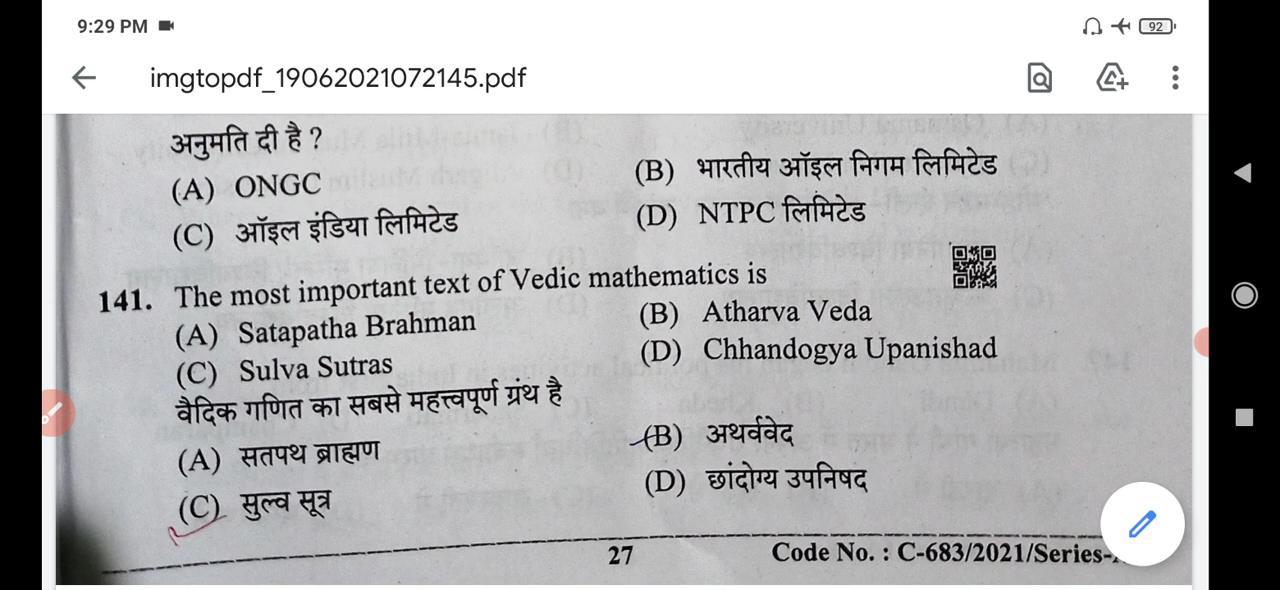 9:29 PM
92
imgtopdf_19062021072145.pdf
अनुमति दी है ?
(A) ONGC
(B) भारतीय ऑइल निगम लिमिटेड
(C) ऑइल इंडिया लिमिटेड
(D) NTPC लिमिटेड
141. The most important text of Vedic mathematics is
(A) Satapatha Brahman
(B) Atharva Veda
(C) Sulva Sutras
(D) Chhandogya Upanishad
वैदिक गणित का सबसे महत्त्वपूर्ण ग्रंथ है
(A) सतपथ ब्राह्मण
(B) अथर्ववेद
(C) सुल्व सूत्र
(D) छांदोग्य उपनिषद
27
Code No. : C-683/2021/Series-